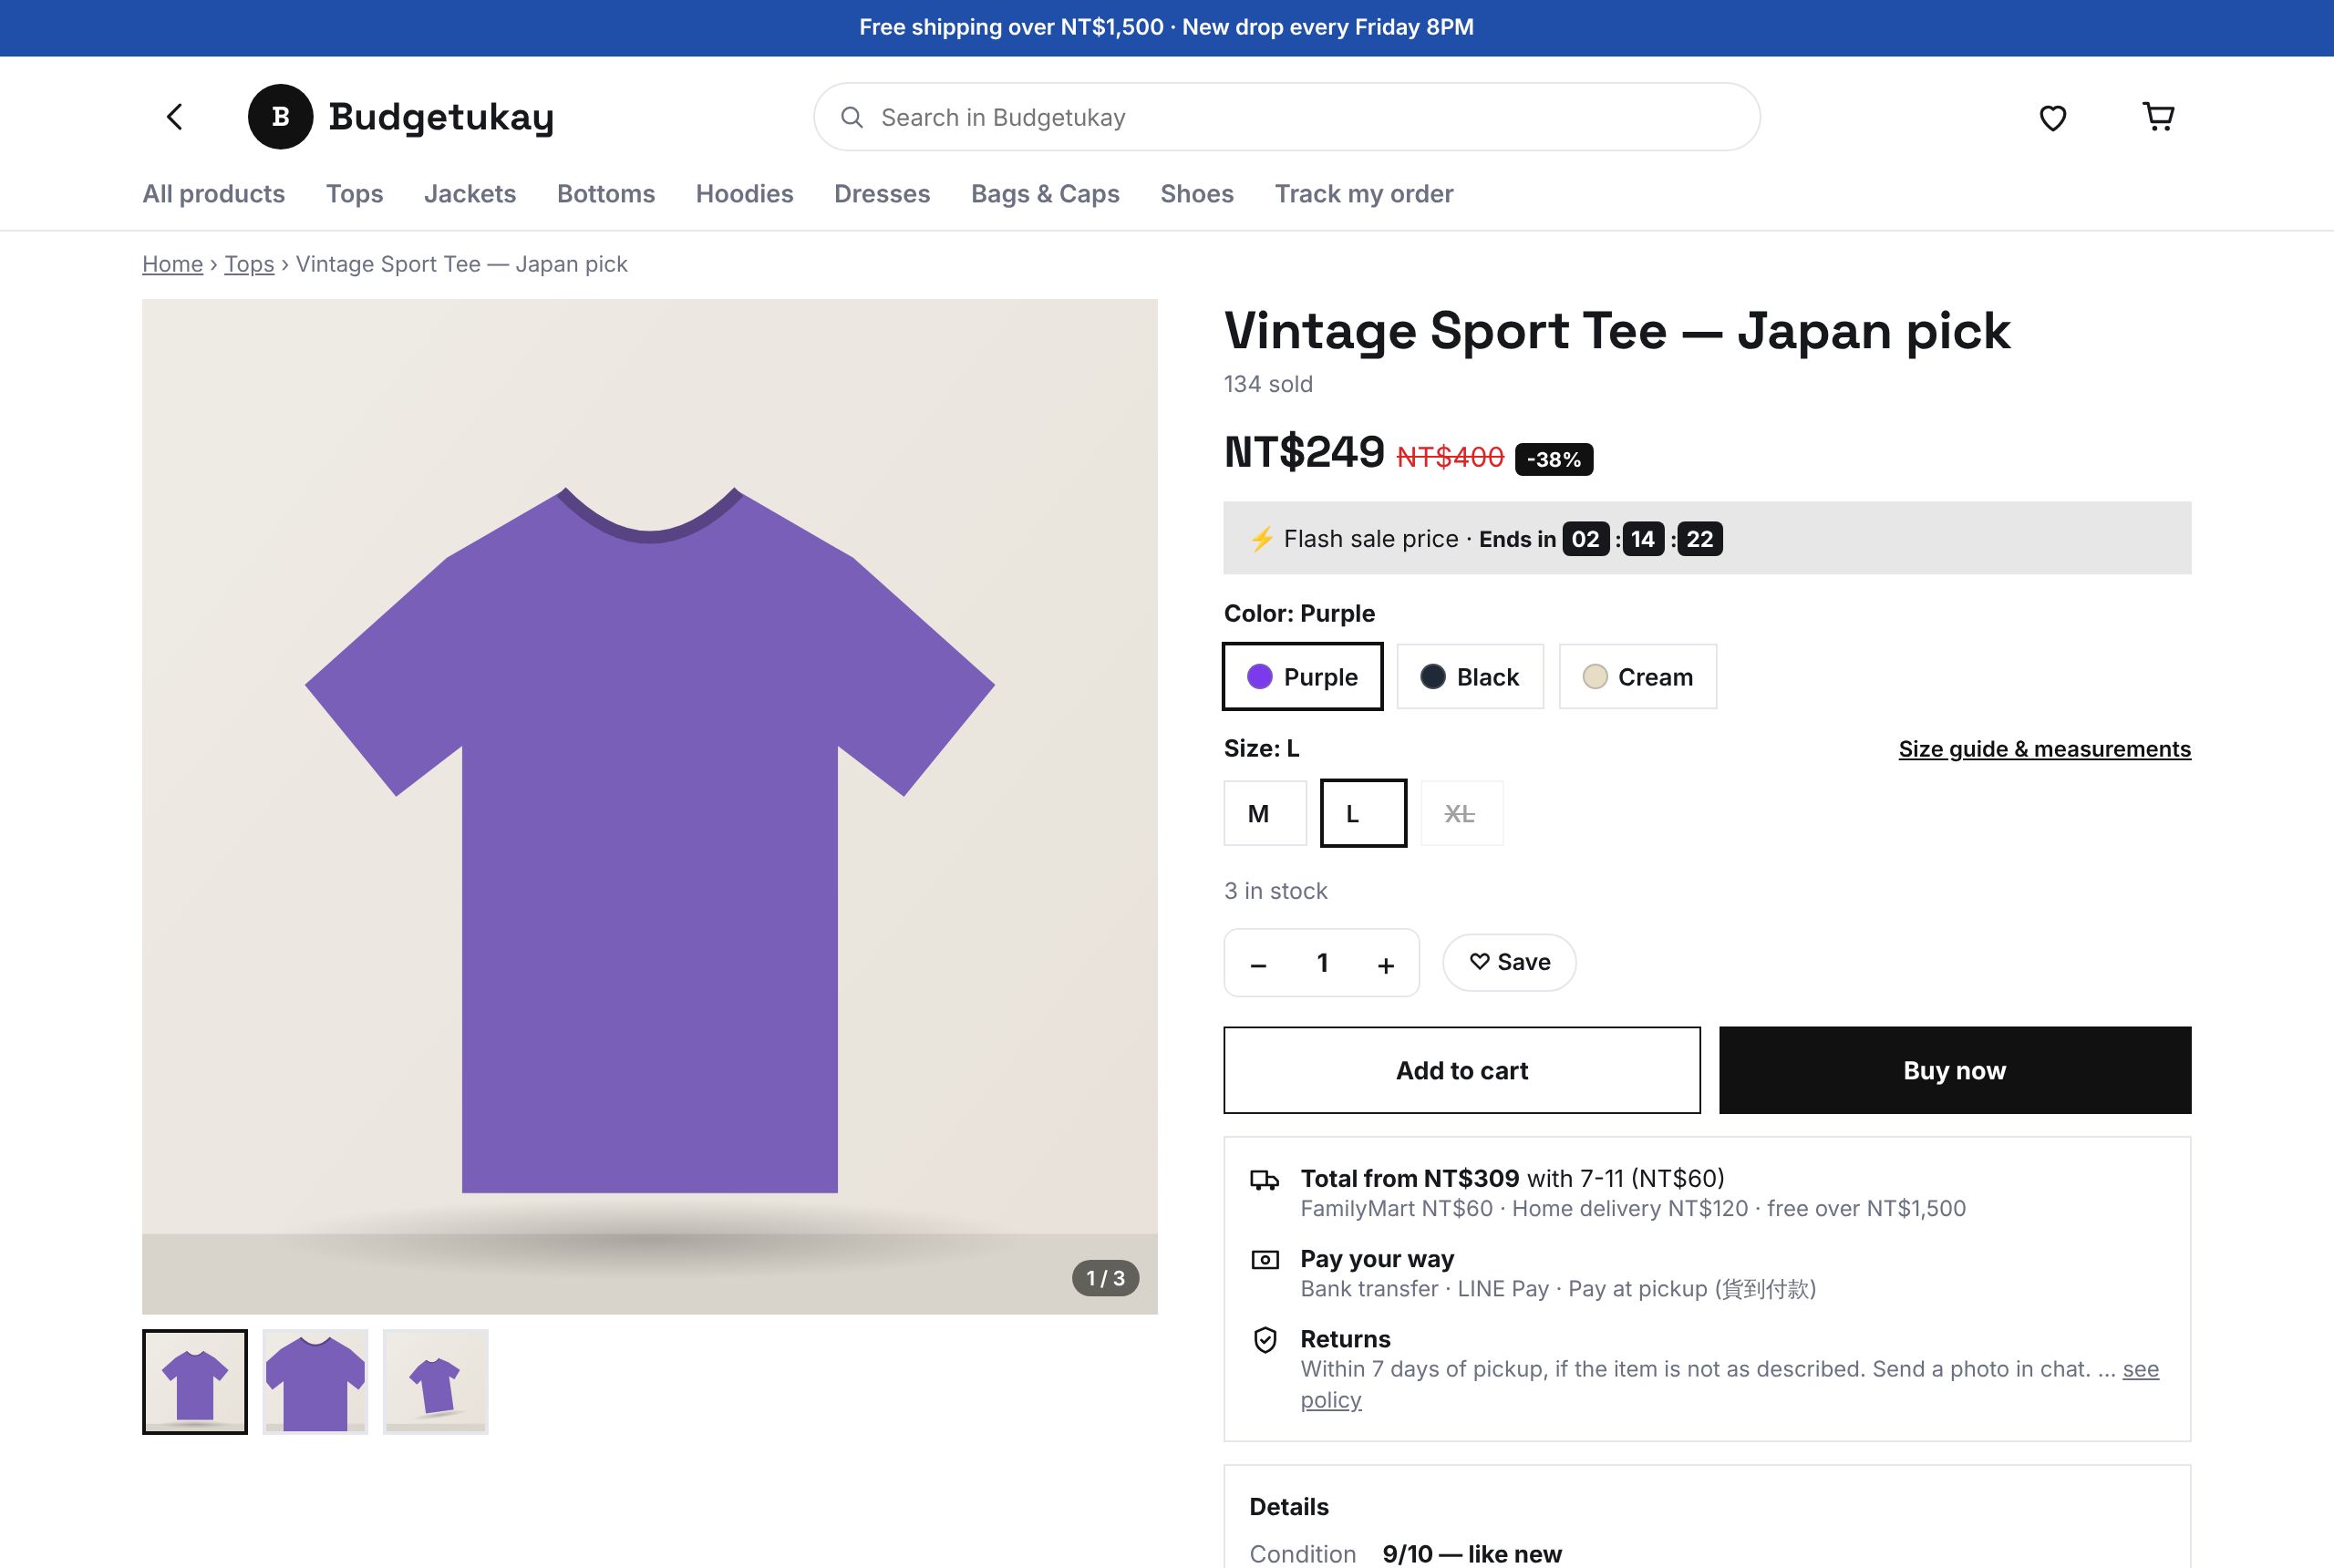 Free shipping over NT$1,500 · New drop every Friday 8PM
B Budgetukay
Search in Budgetukay
All products Tops Jackets Bottoms Hoodies Dresses Bags & Caps Shoes Track my order
Home › Tops › Vintage Sport Tee — Japan pick
1 / 3
Vintage Sport Tee — Japan pick
134 sold
NT$249 NT$400 -38%
⚡ Flash sale price · Ends in 02 : 14 : 22
Color: Purple
Purple Black Cream
Size: L Size guide & measurements
M L XL
3 in stock
− 1 + ♡ Save
Add to cart Buy now
Total from NT$309 with 7-11 (NT$60)
FamilyMart NT$60 · Home delivery NT$120 · free over NT$1,500
Pay your way
Bank transfer · LINE Pay · Pay at pickup (貨到付款)
Returns
Within 7 days of pickup, if the item is not as described. Send a photo in chat. ... see
policy
Details
Condition 9/10 — like new